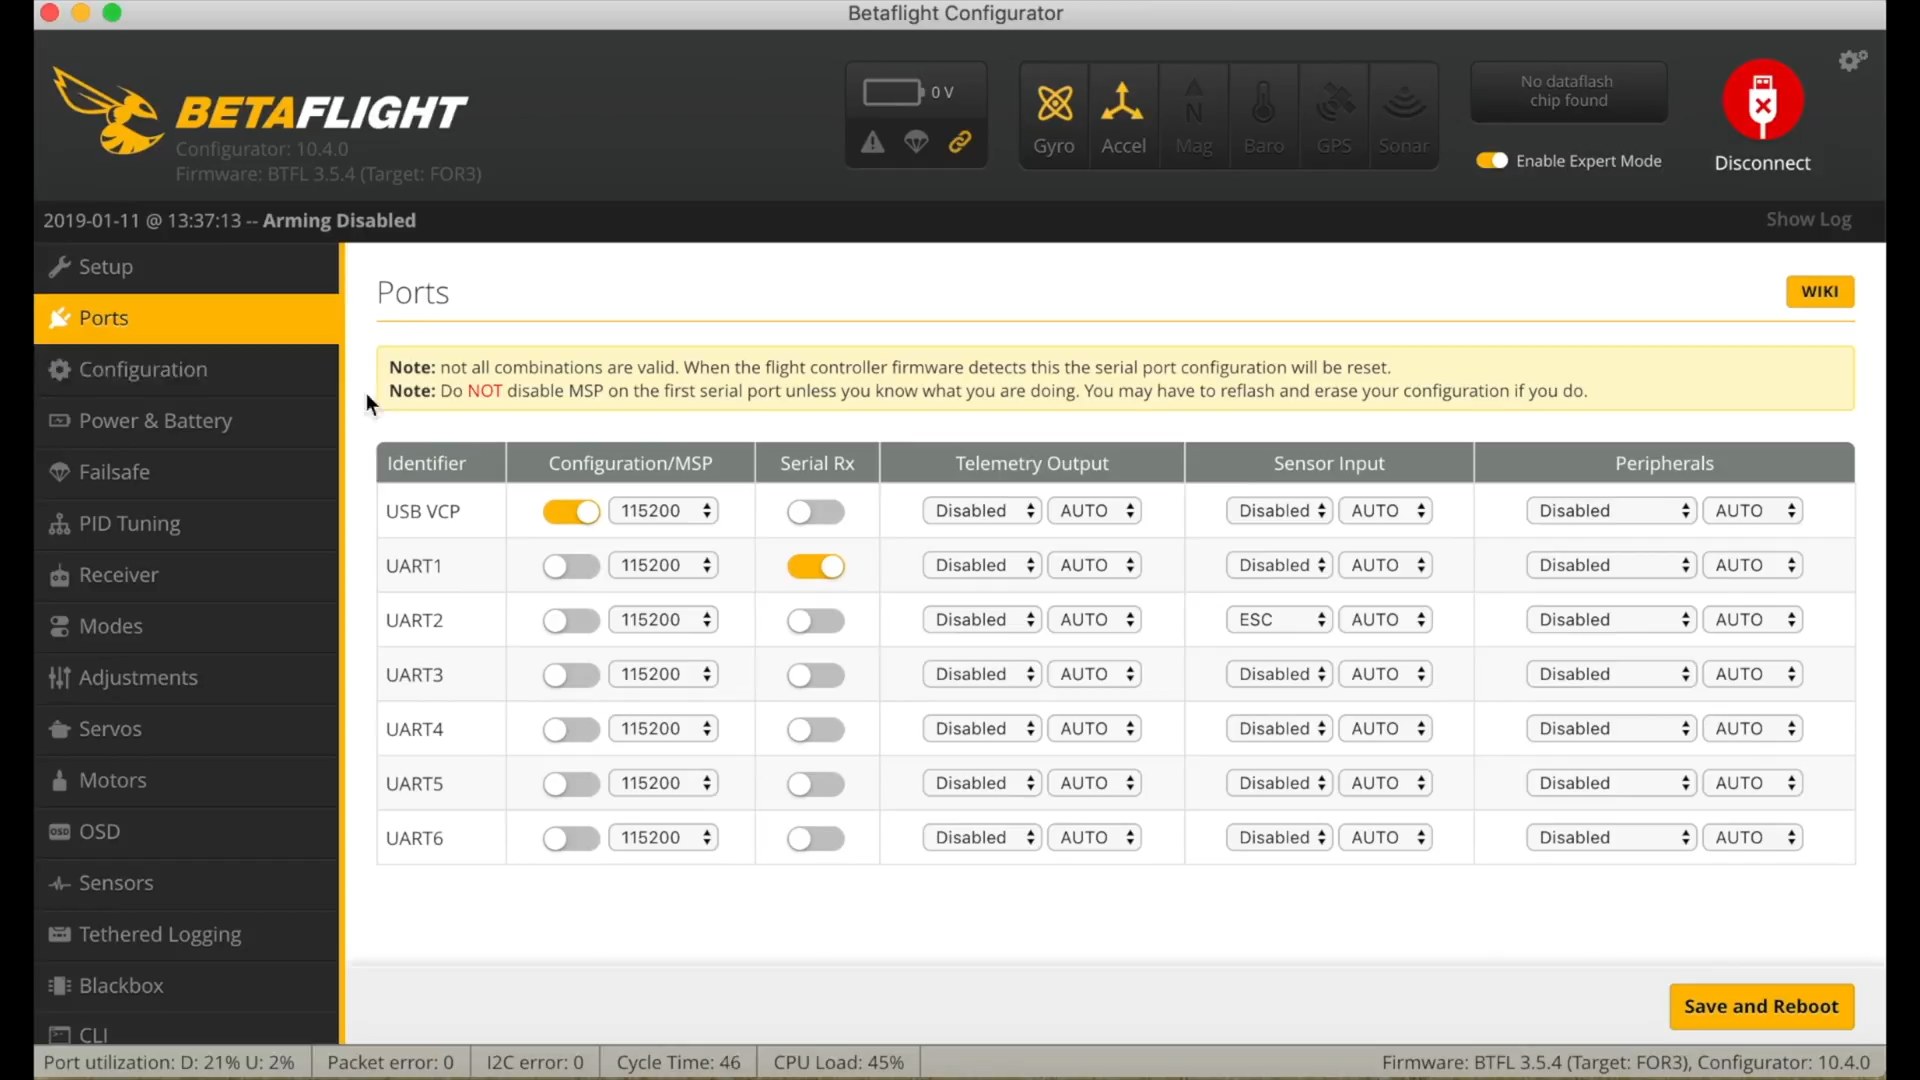 Betaflight Configurator
BETAFLIGHT
Configurator: 10.4.0
Firmware: BTFL 3.5.4 (Target: FOR3)
0 V
Gyro Accel Mag Baro GPS Sonar
No dataflash
chip found
Enable Expert Mode
Disconnect
2019-01-11 @ 13:37:13 -- Arming Disabled
Show Log
Setup
Ports
Configuration
Power & Battery
Failsafe
PID Tuning
Receiver
Modes
Adjustments
Servos
Motors
OSD OSD
Sensors
Tethered Logging
Blackbox
CLI
Ports
WIKI
Note: not all combinations are valid. When the flight controller firmware detects this the serial port configuration will be reset.
Note: Do NOT disable MSP on the first serial port unless you know what you are doing. You may have to reflash and erase your configuration if you do.
Identifier Configuration/MSP Serial Rx Telemetry Output Sensor Input Peripherals
USB VCP 115200 Disabled AUTO Disabled AUTO Disabled AUTO
UART1 115200 Disabled AUTO Disabled AUTO Disabled AUTO
UART2 115200 Disabled AUTO ESC AUTO Disabled AUTO
UART3 115200 Disabled AUTO Disabled AUTO Disabled AUTO
UART4 115200 Disabled AUTO Disabled AUTO Disabled AUTO
UART5 115200 Disabled AUTO Disabled AUTO Disabled AUTO
UART6 115200 Disabled AUTO Disabled AUTO Disabled AUTO
Save and Reboot
Port utilization: D: 21% U: 2% Packet error: 0 I2C error: 0 Cycle Time: 46 CPU Load: 45% Firmware: BTFL 3.5.4 (Target: FOR3), Configurator: 10.4.0